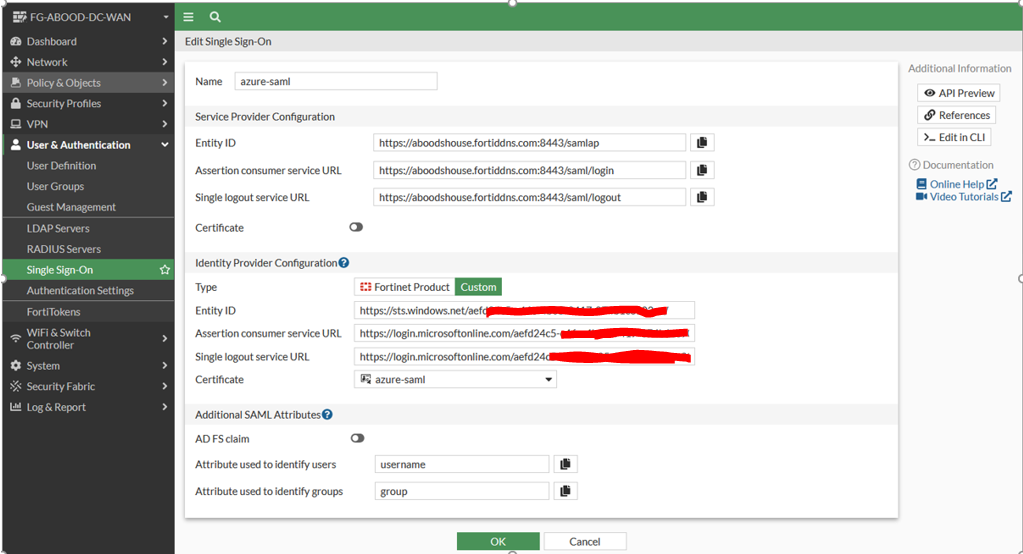 FG-ABOOD-DC-WAN
Dashboard
Network
Policy & Objects
Security Profiles
VPN
User & Authentication
User Definition
User Groups
Guest Management
LDAP Servers
RADIUS Servers
Single Sign-On
Authentication Settings
FortiTokens
WiFi & Switch
Controller
System
Security Fabric
Log & Report
Edit Single Sign-On
Name azure-saml
Service Provider Configuration
Entity ID https://aboodshouse.fortiddns.com:8443/samlap
Assertion consumer service URL https://aboodshouse.fortiddns.com:8443/saml/login
Single logout service URL https://aboodshouse.fortiddns.com:8443/saml/logout
Certificate
Identity Provider Configuration
Type Fortinet Product Custom
Entity ID https://sts.windows.net/aefd
Assertion consumer service URL https://login.microsoftonline.com/aefd24c5-
Single logout service URL https://login.microsoftonline.com/aefd24
Certificate azure-saml
Additional SAML Attributes
AD FS claim
Attribute used to identify users username
Attribute used to identify groups group
OK Cancel
Additional Information
API Preview
References
>_ Edit in CLI
Documentation
Online Help
Video Tutorials